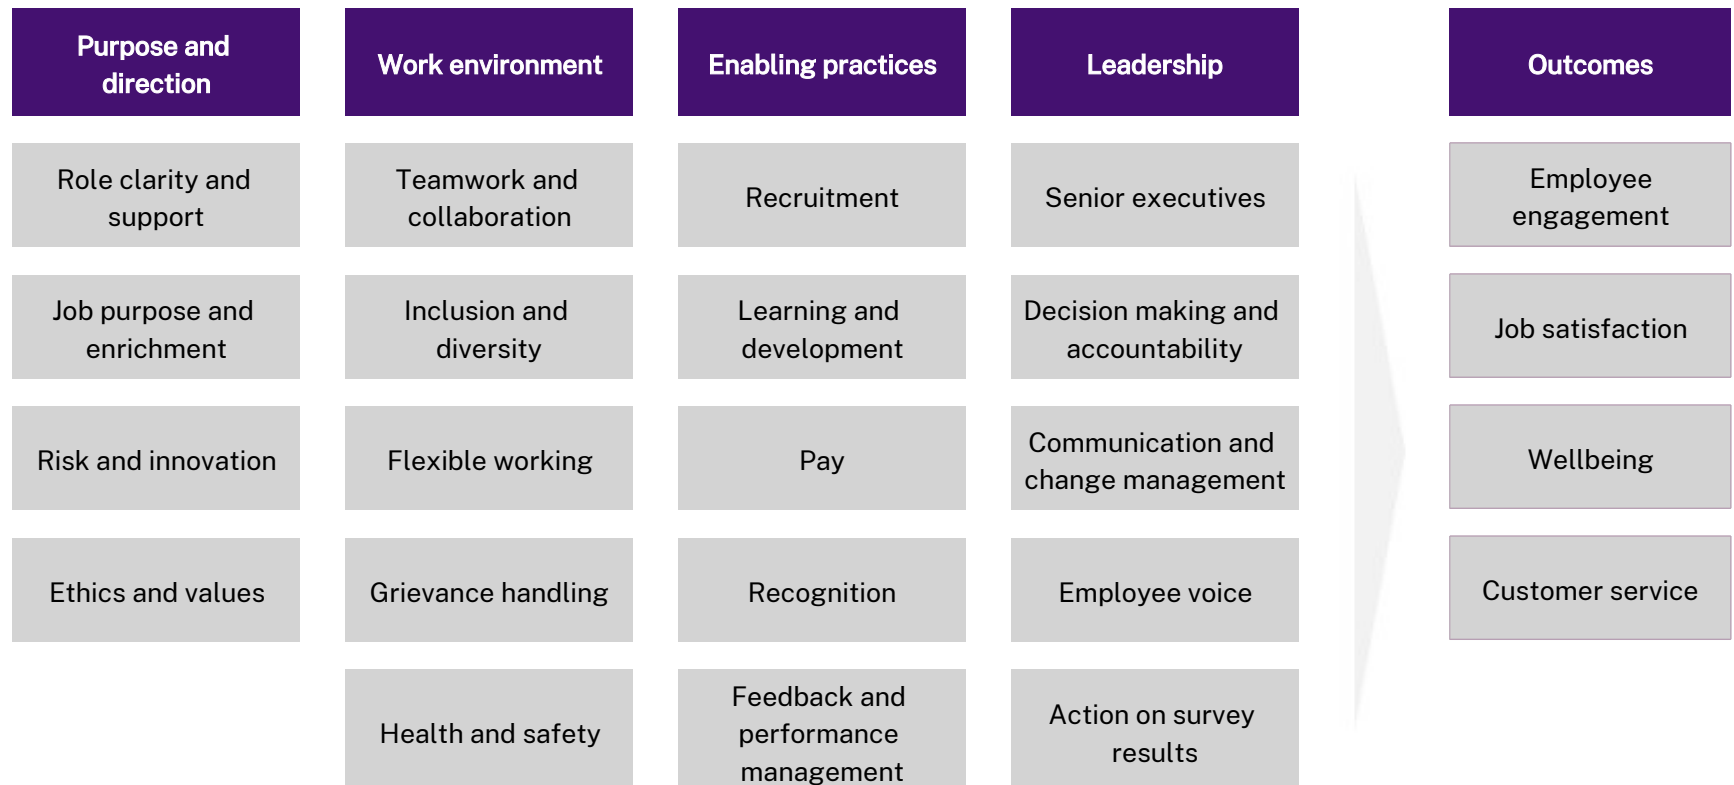 Purpose and
direction
Work environment
Enabling practices
Leadership
Outcomes
Role clarity and
support
Teamwork and
collaboration
Recruitment
Senior executives
Employee
engagement
Job purpose and
enrichment
Inclusion and
diversity
Learning and
development
Decision making and
accountability
Job satisfaction
Risk and innovation
Flexible working
Pay
Communication and
change management
Wellbeing
Ethics and values
Grievance handling
Recognition
Employee voice
Customer service
Health and safety
Feedback and
performance
management
Action on survey
results